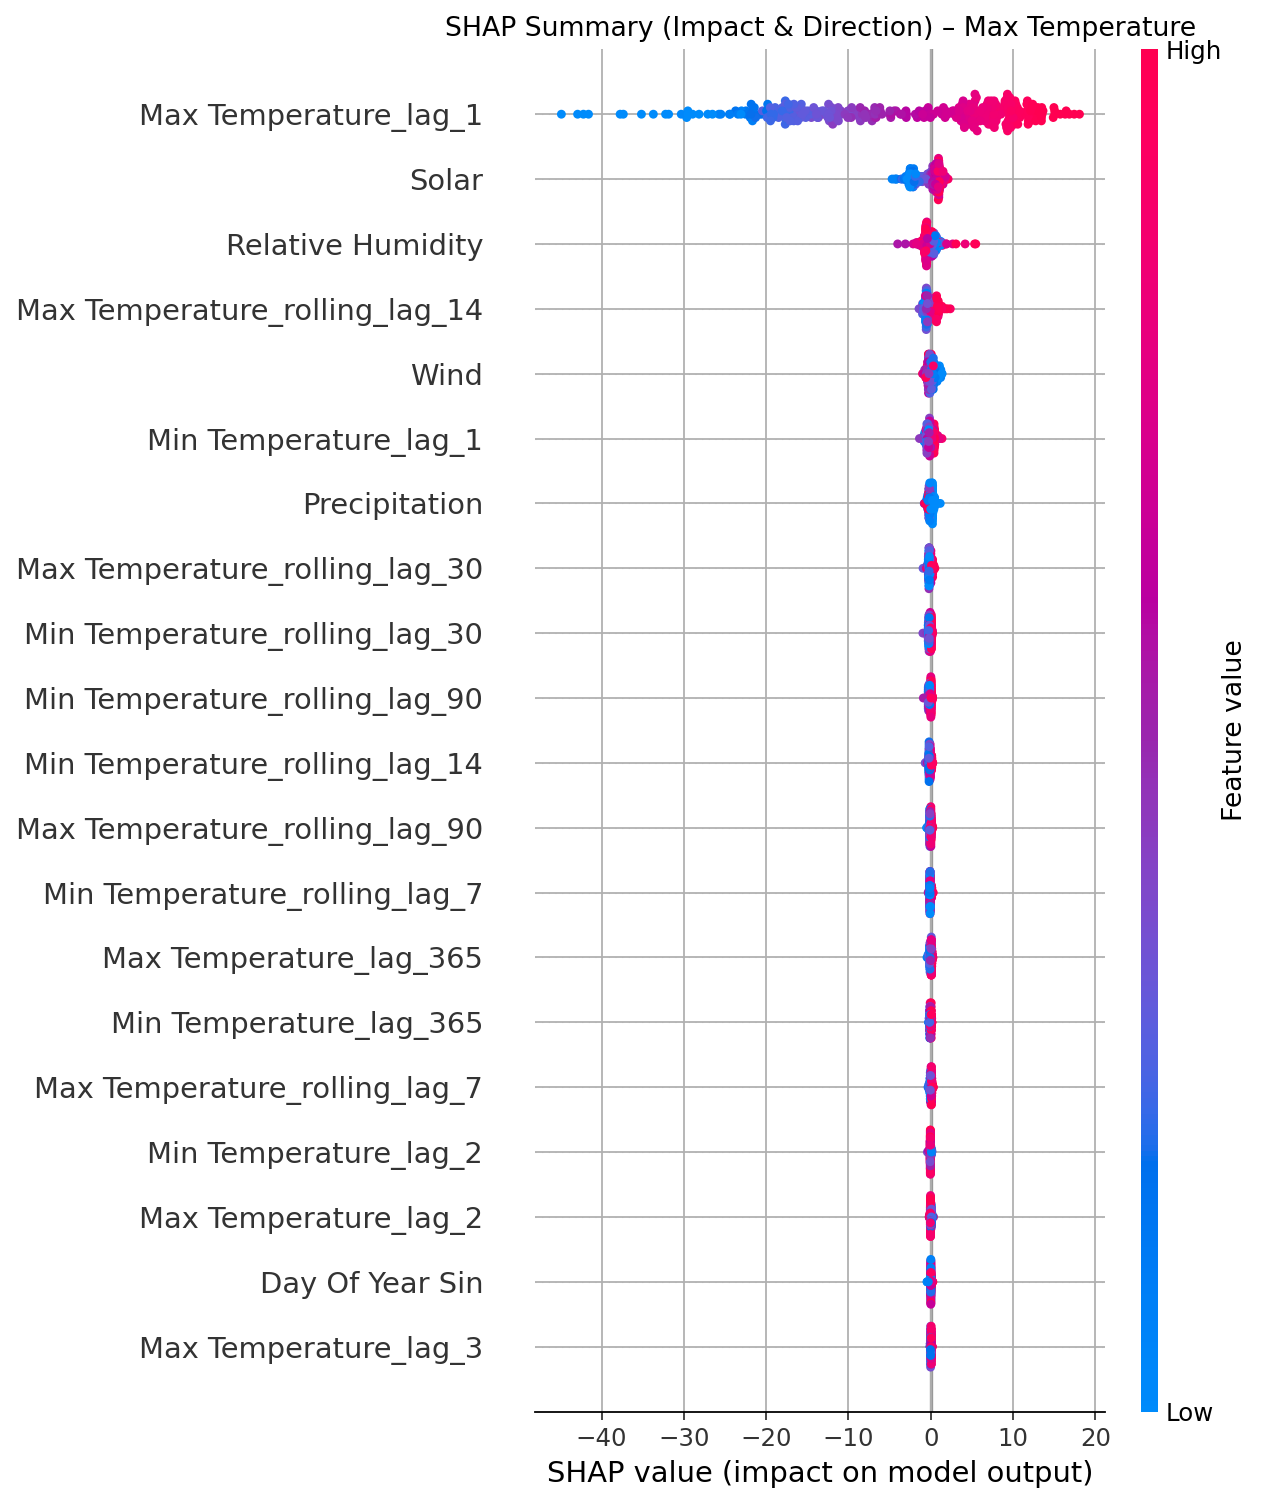 SHAP Summary (Impact & Direction) – Max Temperature
High
Max Temperature_lag_1
Solar
Relative Humidity
Max Temperature_rolling_lag_14
Wind
Min Temperature_lag_1
Precipitation
Max Temperature_rolling_lag_30
Min Temperature_rolling_lag_30
Min Temperature_rolling_lag_90
Min Temperature_rolling_lag_14
Max Temperature_rolling_lag_90
Min Temperature_rolling_lag_7
Max Temperature_lag_365
Min Temperature_lag_365
Max Temperature_rolling_lag_7
Min Temperature_lag_2
Max Temperature_lag_2
Day Of Year Sin
Max Temperature_lag_3
Feature value
Low
−40 −30 −20 −10 0 10 20
SHAP value (impact on model output)